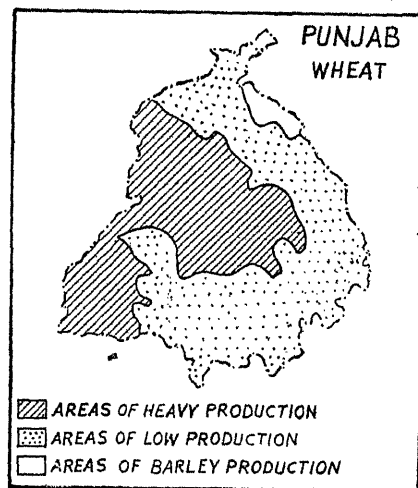 PUNJAB
WHEAT
AREAS OF HEAVY PRODUCTION
AREAS OF LOW PRODUCTION
AREAS OF BARLEY PRODUCTION